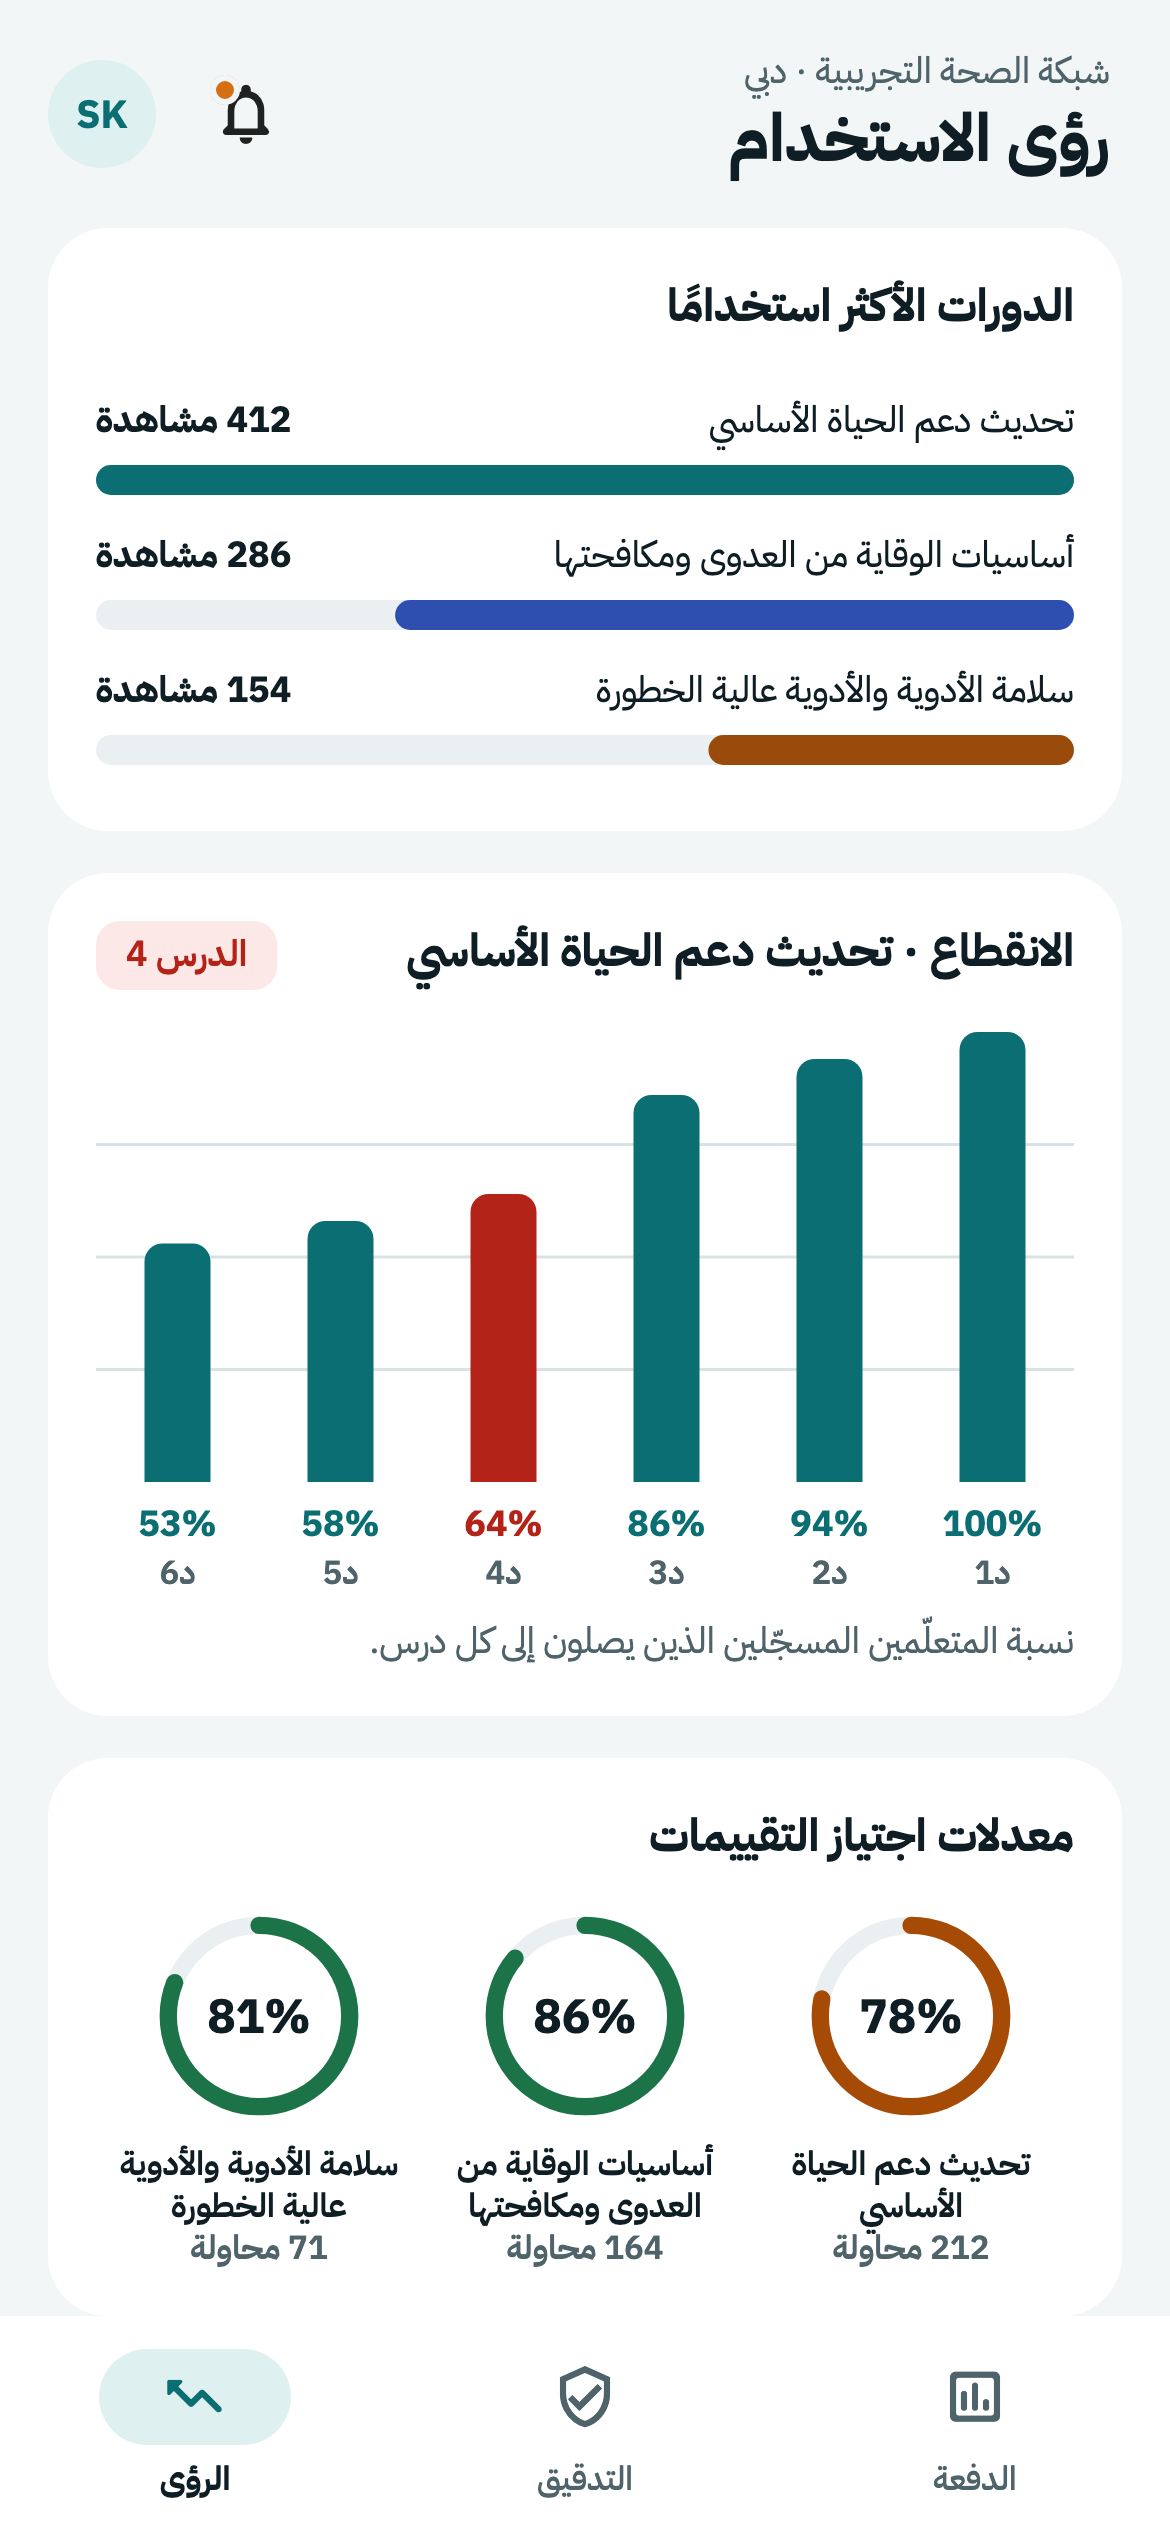 شبكة الصحة التجريبية · دبي
رؤى الاستخدام
SK
الدورات الأكثر استخدامًا
تحديث دعم الحياة الأساسي
412 مشاهدة
أساسيات الوقاية من العدوى ومكافحتها
286 مشاهدة
سلامة الأدوية والأدوية عالية الخطورة
154 مشاهدة
الانقطاع · تحديث دعم الحياة الأساسي
الدرس 4
100%
94%
86%
64%
58%
53%
د1
د2
د3
د4
د5
د6
نسبة المتعلّمين المسجّلين الذين يصلون إلى كل درس.
معدلات اجتياز التقييمات
78%
تحديث دعم الحياة
الأساسي
212 محاولة
86%
أساسيات الوقاية من
العدوى ومكافحتها
164 محاولة
81%
سلامة الأدوية والأدوية
عالية الخطورة
71 محاولة
الدفعة
التدقيق
الرؤى